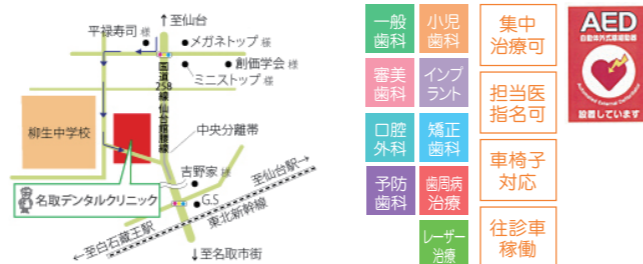 ↑至仙台
平禄寿司 様
メガネトップ 様
創価学会 様
ミニストップ 様
国道258線 仙台館腰線
柳生中学校
中央分離帯
吉野家 様
名取デンタルクリニック
G.S
→至仙台駅→
東北新幹線
←至白石蔵王駅
↓至名取市街
一般
歯科
小児
歯科
審美
歯科
インプ
ラント
口腔
外科
矯正
歯科
予防
歯科
歯周病
治療
レーザー
治療
集中
治療可
担当医
指名可
車椅子
対応
往診車
稼働
AED
自動体外式除細動器
Automated External Defibrillator
設置しています